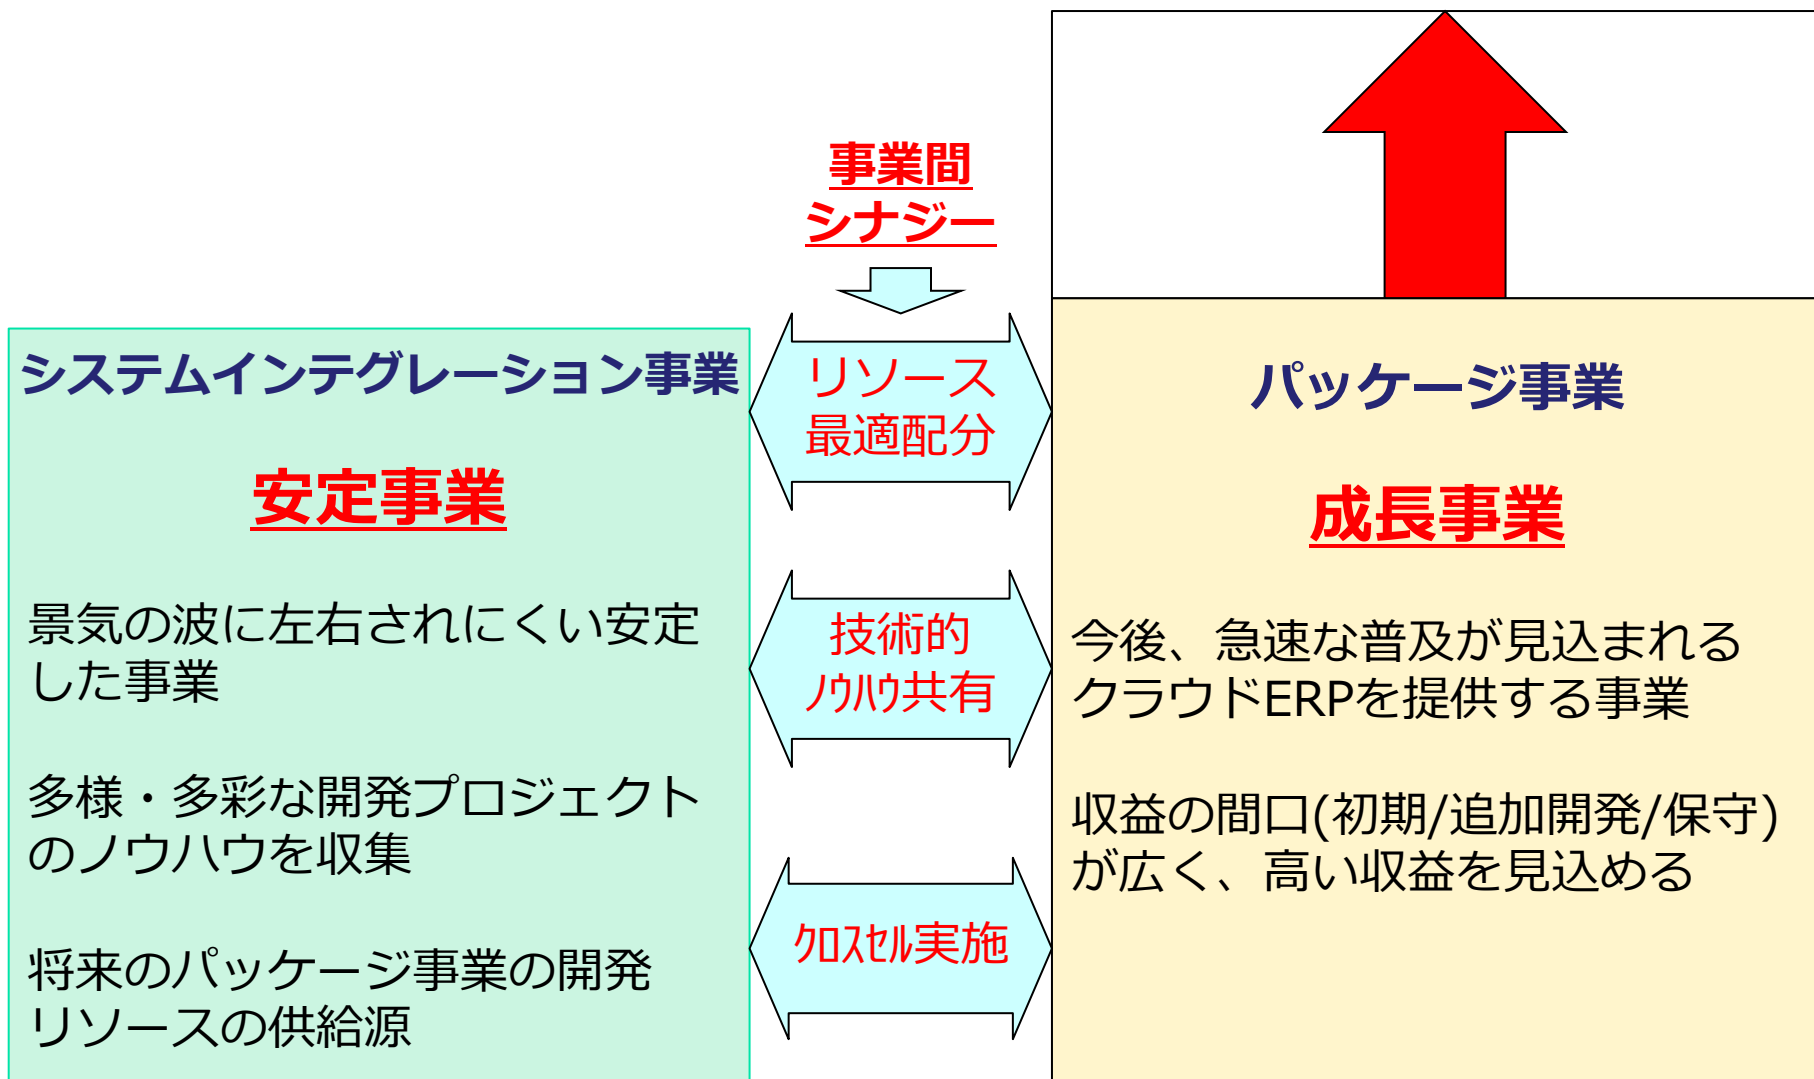 事業間
シナジー
システムインテグレーション事業
安定事業
景気の波に左右されにくい安定
した事業
多様・多彩な開発プロジェクト
のノウハウを収集
将来のパッケージ事業の開発
リソースの供給源
リソース
最適配分
技術的
ﾉｳﾊｳ共有
ｸﾛｽｾﾙ実施
パッケージ事業
成長事業
今後、急速な普及が見込まれる
クラウドERPを提供する事業
収益の間口(初期/追加開発/保守)
が広く、高い収益を見込める